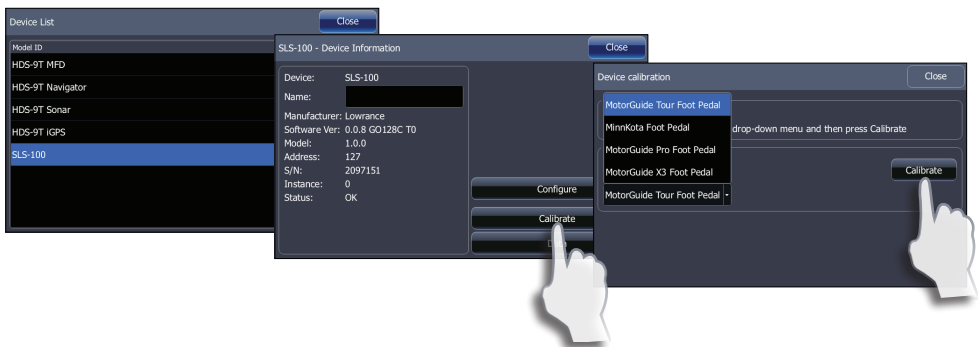 Device List
Close
Model ID
HDS-9T MFD
HDS-9T Navigator
HDS-9T Sonar
HDS-9T iGPS
SLS-100
SLS-100 - Device Information
Close
Device: SLS-100
Name:
Manufacturer: Lowrance
Software Ver: 0.0.8 GO128C T0
Model: 1.0.0
Address: 127
S/N: 2097151
Instance: 0
Status: OK
Configure
Calibrate
Device calibration
Close
MotorGuide Tour Foot Pedal
MinnKota Foot Pedal
drop-down menu and then press Calibrate
MotorGuide Pro Foot Pedal
MotorGuide X3 Foot Pedal
Calibrate
MotorGuide Tour Foot Pedal